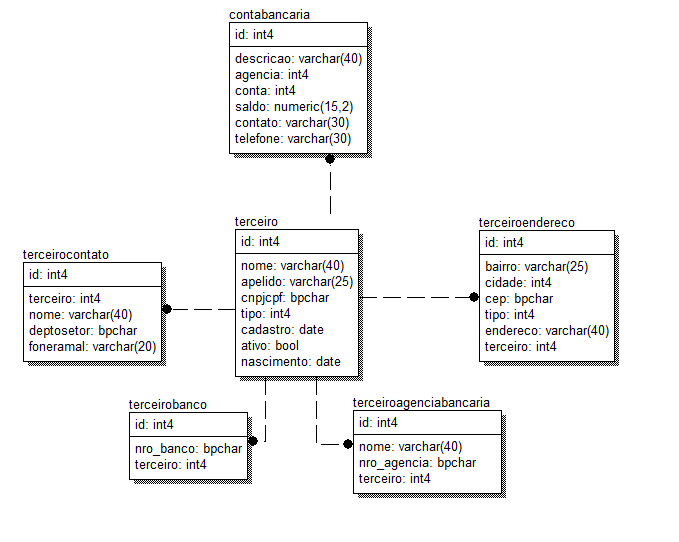 contabancaria
id: int4
descricao: varchar(40)
agencia: int4
conta: int4
saldo: numeric(15,2)
contato: varchar(30)
telefone: varchar(30)
terceiro
id: int4
nome: varchar(40)
apelido: varchar(25)
cnpjcpf: bpchar
tipo: int4
cadastro: date
ativo: bool
nascimento: date
terceiroendereco
id: int4
bairro: varchar(25)
cidade: int4
cep: bpchar
tipo: int4
endereco: varchar(40)
terceiro: int4
terceirocontato
id: int4
terceiro: int4
nome: varchar(40)
deptosetor: bpchar
foneramal: varchar(20)
terceirobanco
id: int4
nro_banco: bpchar
terceiro: int4
terceiroagenciabancaria
id: int4
nome: varchar(40)
nro_agencia: bpchar
terceiro: int4